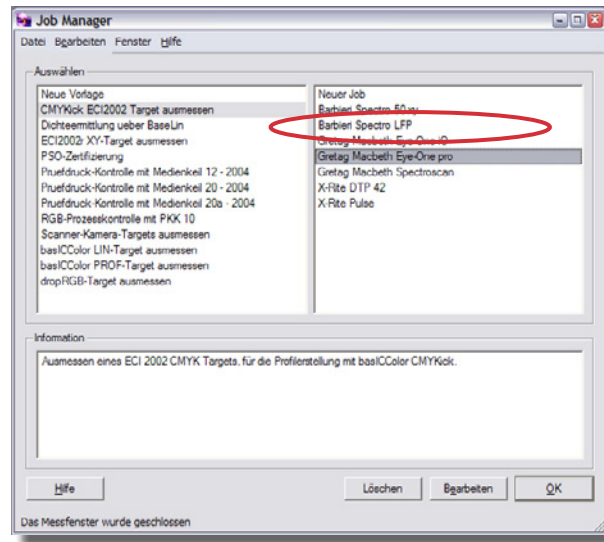 Job Manager
Datei Bearbeiten Fenster Hilfe
Auswählen
Neue Vorlage
CMYKick ECI2002 Target ausmessen
Dichteermittlung ueber BaseLin
ECI2002r XY-Target ausmessen
PSO-Zertifizierung
Pruefdruck-Kontrolle mit Medienkeil 12 - 2004
Pruefdruck-Kontrolle mit Medienkeil 20 - 2004
Pruefdruck-Kontrolle mit Medienkeil 20a - 2004
RGB-Prozesskontrolle mit PKK 10
Scanner-Kamera-Targets ausmessen
basICColor LIN-Target ausmessen
basICColor PROF-Target ausmessen
dropRGB-Target ausmessen
Neuer Job
Barbieri Spectro 50xy
Barbieri Spectro LFP
Gretag Macbeth Eye-One iO
Gretag Macbeth Eye-One pro
Gretag Macbeth Spectroscan
X-Rite DTP 42
X-Rite Pulse
Information
Ausmessen eines ECI 2002 CMYK Targets, für die Profilerstellung mit basICColor CMYKick.
Hilfe
Löschen
Bearbeiten
OK
Das Messfenster wurde geschlossen